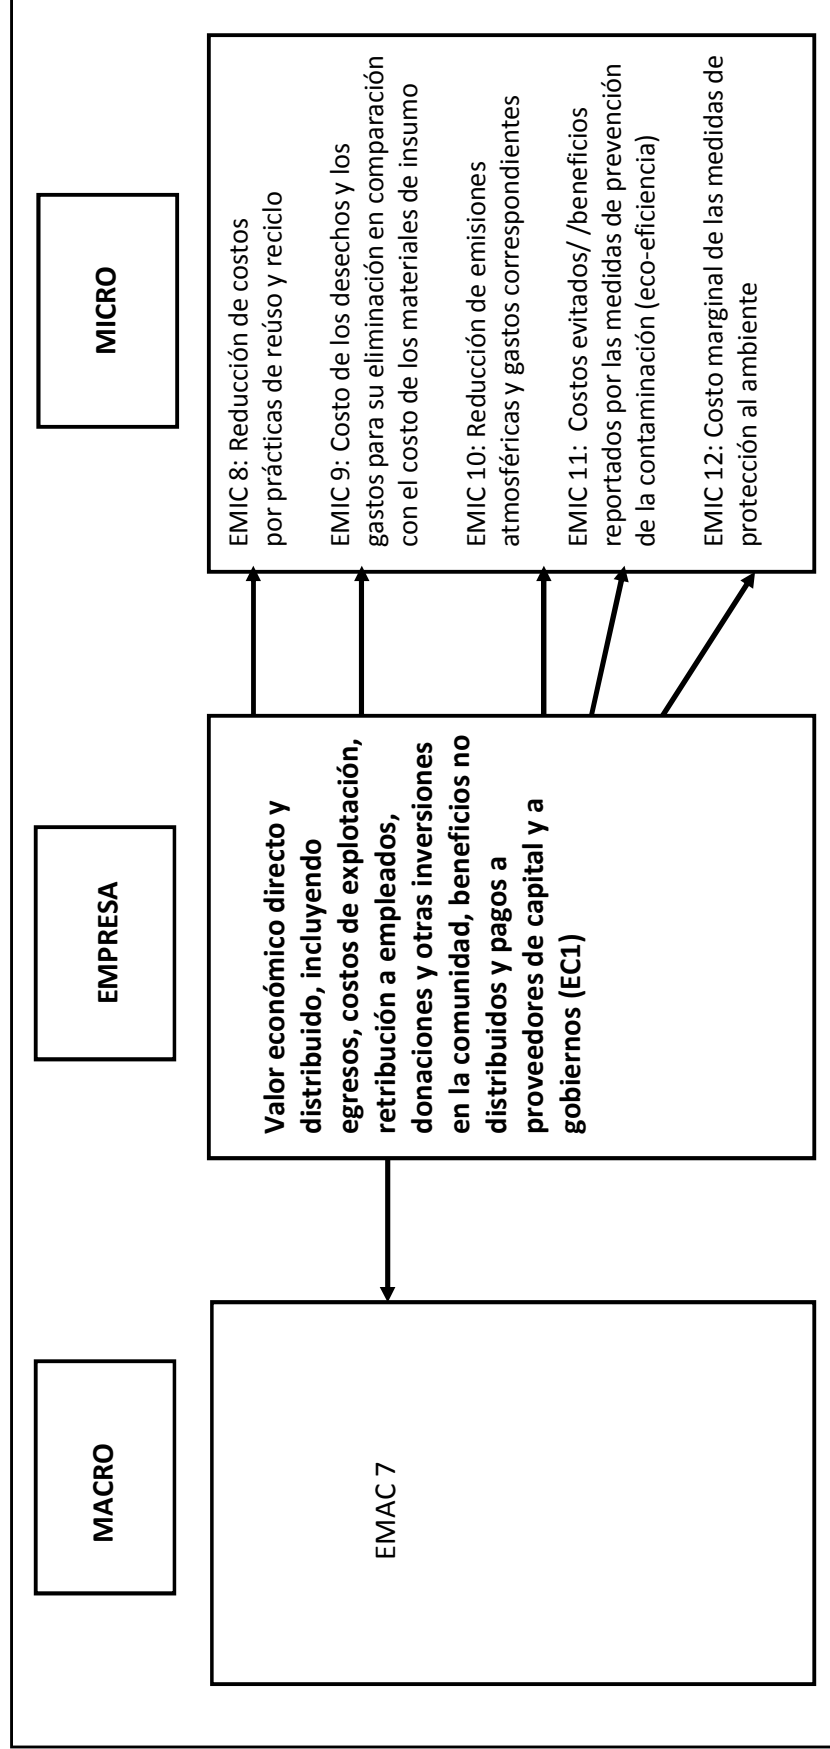 MACRO
EMPRESA
MICRO
EMAC 7
Valor económico directo y
distribuido, incluyendo
egresos, costos de explotación,
retribución a empleados,
donaciones y otras inversiones
en la comunidad, beneficios no
distribuidos y pagos a
proveedores de capital y a
gobiernos (EC1)
EMIC 8: Reducción de costos
por prácticas de reúso y reciclo
EMIC 9: Costo de los desechos y los
gastos para su eliminación en comparación
con el costo de los materiales de insumo
EMIC 10: Reducción de emisiones
atmosféricas y gastos correspondientes
EMIC 11:  Costos evitados/ /beneficios
reportados por las medidas de prevención
de la contaminación (eco-eficiencia)
EMIC 12: Costo marginal de las medidas de
protección al ambiente